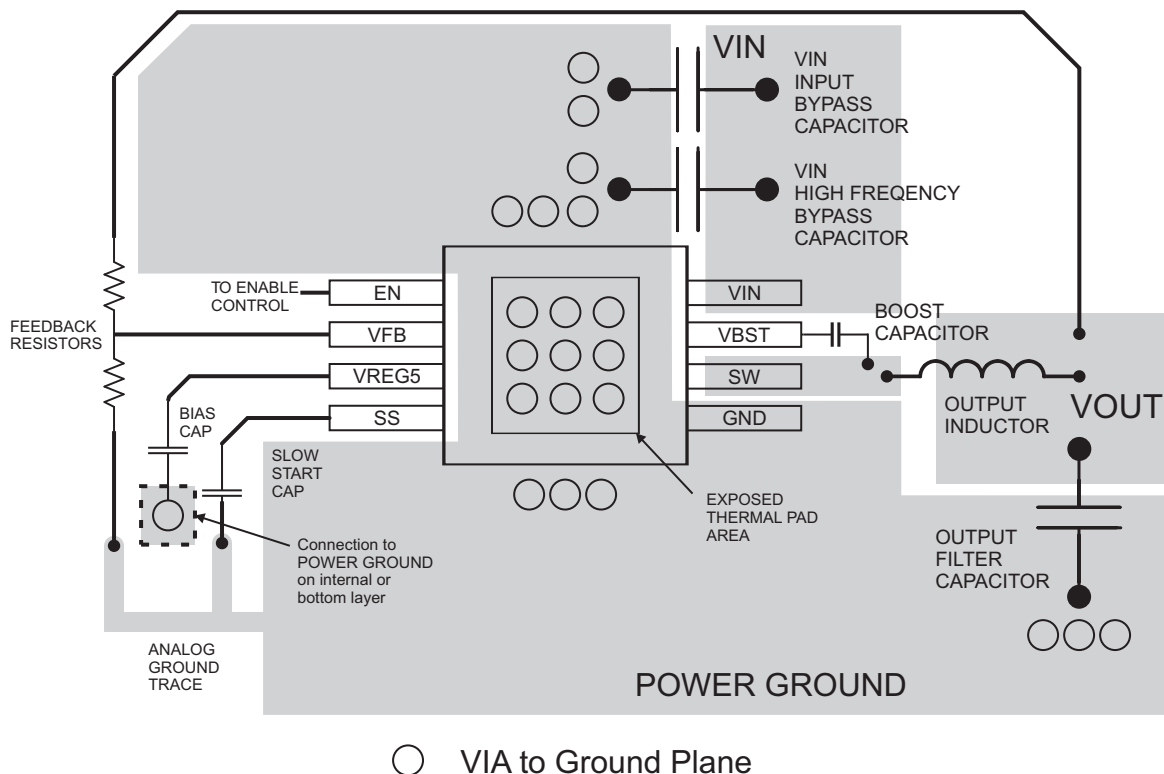 VIN
VIN
INPUT
BYPASS
CAPACITOR
VIN
HIGH FREQENCY
BYPASS
CAPACITOR
TO ENABLE
CONTROL
EN
VIN
FEEDBACK
RESISTORS
VFB
VBST
BOOST
CAPACITOR
VREG5
SW
SS
GND
OUTPUT
INDUCTOR
VOUT
BIAS
CAP
SLOW
START
CAP
EXPOSED
THERMAL PAD
AREA
Connection to
POWER GROUND
on internal or
bottom layer
OUTPUT
FILTER
CAPACITOR
ANALOG
GROUND
TRACE
POWER GROUND
VIA to Ground Plane